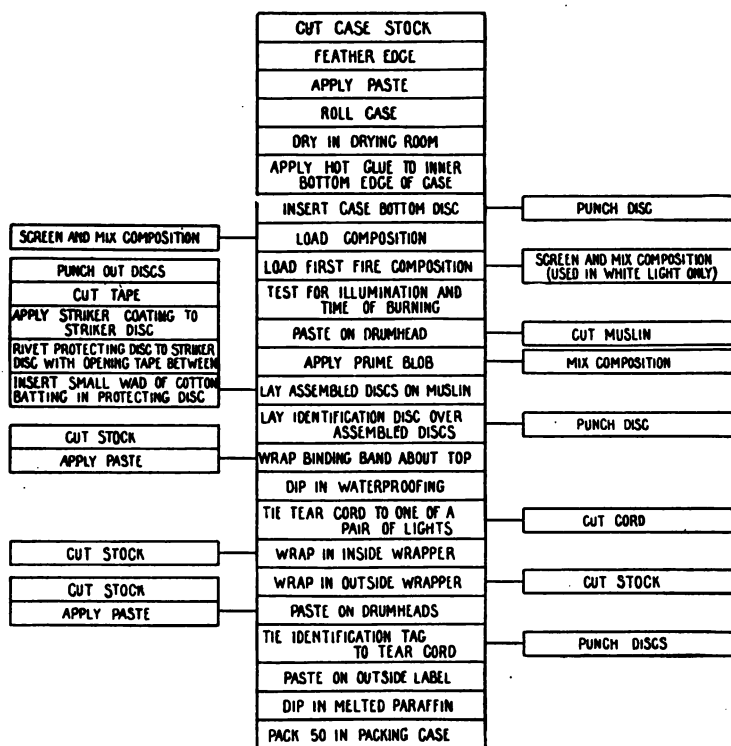 CUT CASE STOCK
FEATHER EDGE
APPLY PASTE
ROLL CASE
DRY IN DRYING ROOM
APPLY HOT GLUE TO INNER
BOTTOM EDGE OF CASE
INSERT CASE BOTTOM DISC
PUNCH DISC
SCREEN AND MIX COMPOSITION
LOAD COMPOSITION
PUNCH OUT DISCS
CUT TAPE
APPLY STRIKER COATING TO
STRIKER DISC
RIVET PROTECTING DISC TO STRIKER
DISC WITH OPENING TAPE BETWEEN
INSERT SMALL WAD OF COTTON
BATTING IN PROTECTING DISC
LOAD FIRST FIRE COMPOSITION
SCREEN AND MIX COMPOSITION
(USED IN WHITE LIGHT ONLY)
TEST FOR ILLUMINATION AND
TIME OF BURNING
PASTE ON DRUMHEAD
CUT MUSLIN
APPLY PRIME BLOB
MIX COMPOSITION
LAY ASSEMBLED DISCS ON MUSLIN
LAY IDENTIFICATION DISC OVER
ASSEMBLED DISCS
PUNCH DISC
CUT STOCK
APPLY PASTE
WRAP BINDING BAND ABOUT TOP
DIP IN WATERPROOFING
TIE TEAR CORD TO ONE OF A
PAIR OF LIGHTS
CUT CORD
CUT STOCK
WRAP IN INSIDE WRAPPER
WRAP IN OUTSIDE WRAPPER
CUT STOCK
CUT STOCK
APPLY PASTE
PASTE ON DRUMHEADS
TIE IDENTIFICATION TAG
TO TEAR CORD
PUNCH DISCS
PASTE ON OUTSIDE LABEL
DIP IN MELTED PARAFFIN
PACK 50 IN PACKING CASE